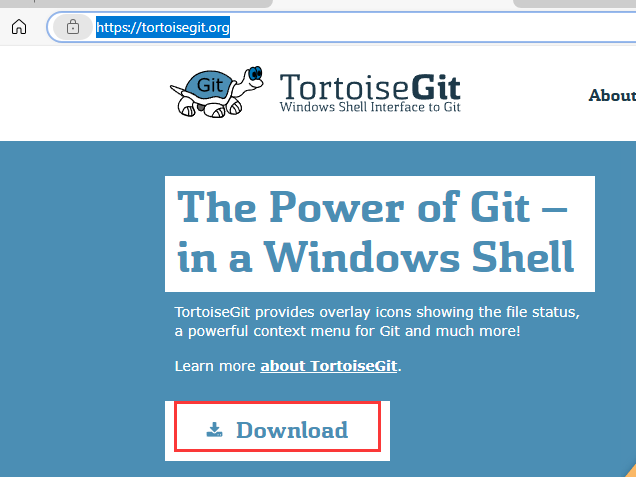 https://tortoisegit.org
Git
TortoiseGit
Windows Shell Interface to Git
About
The Power of Git –
in a Windows Shell
TortoiseGit provides overlay icons showing the file status,
a powerful context menu for Git and much more!
Learn more about TortoiseGit.
Download